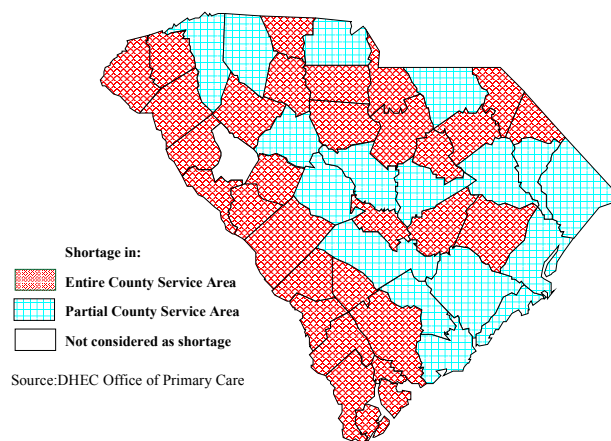 Shortage in:
Entire County Service Area
Partial County Service Area
Not considered as shortage
Source:DHEC Office of Primary Care